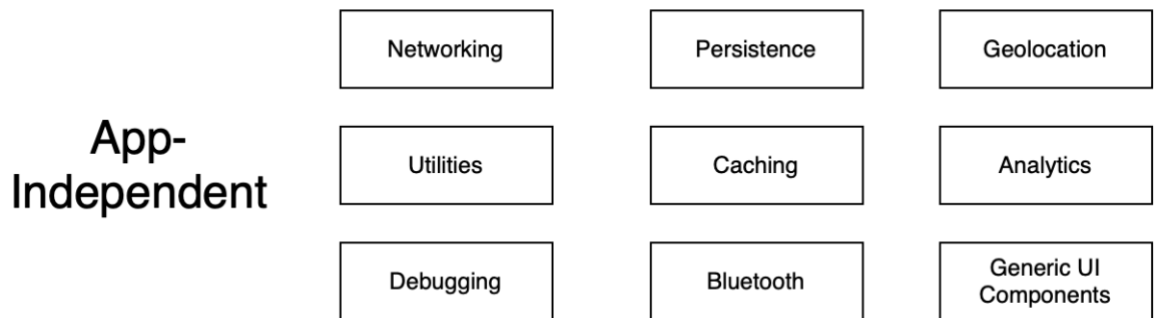 Networking
Persistence
Geolocation
App-
Independent
Utilities
Caching
Analytics
Debugging
Bluetooth
Generic UI
Components